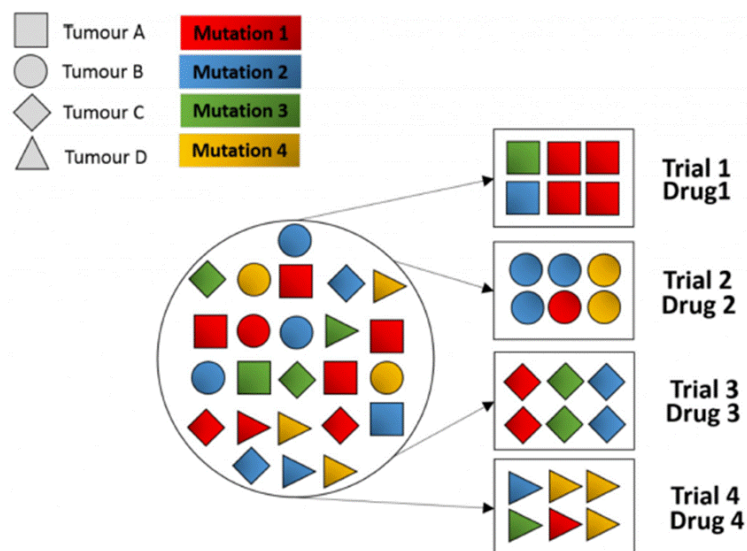 Tumour A
Mutation 1
Tumour B
Mutation 2
Tumour C
Mutation 3
Tumour D
Mutation 4
Trial 1
Drug1
Trial 2
Drug 2
Trial 3
Drug 3
Trial 4
Drug 4